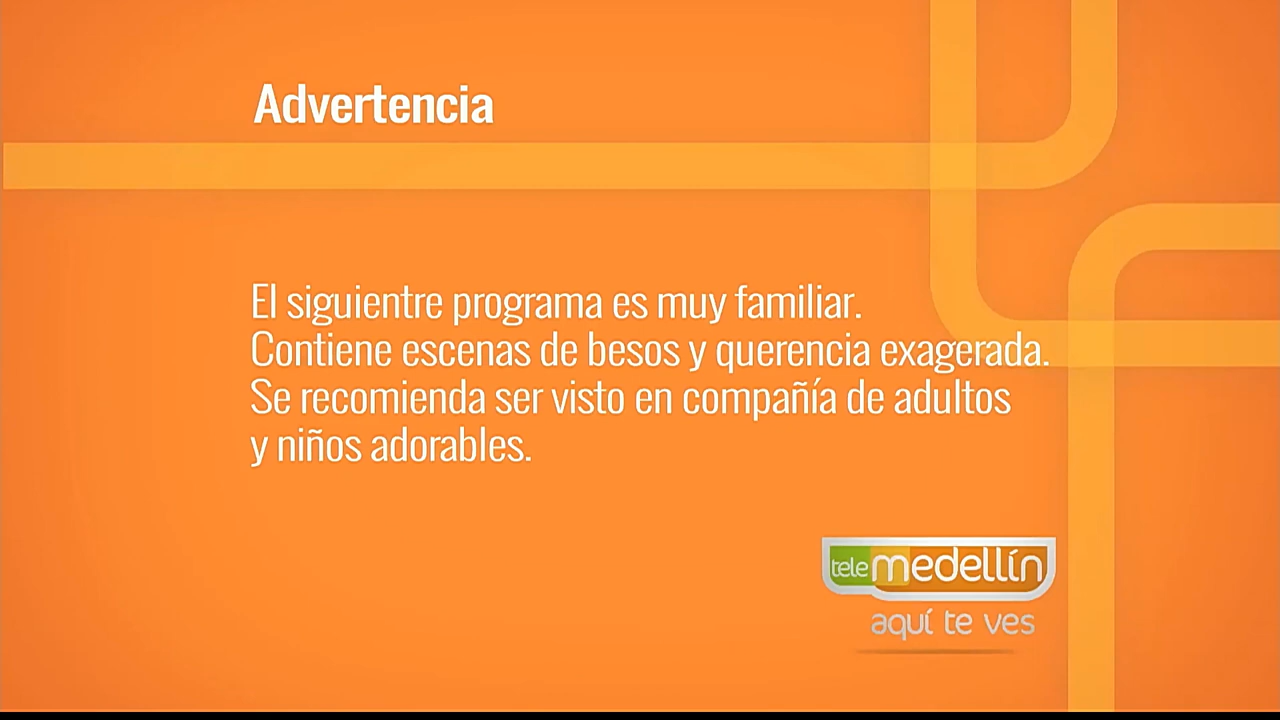 Advertencia
El siguientre programa es muy familiar.
Contiene escenas de besos y querencia exagerada.
Se recomienda ser visto en compañía de adultos
y niños adorables.
tele medellín
aquí te ves